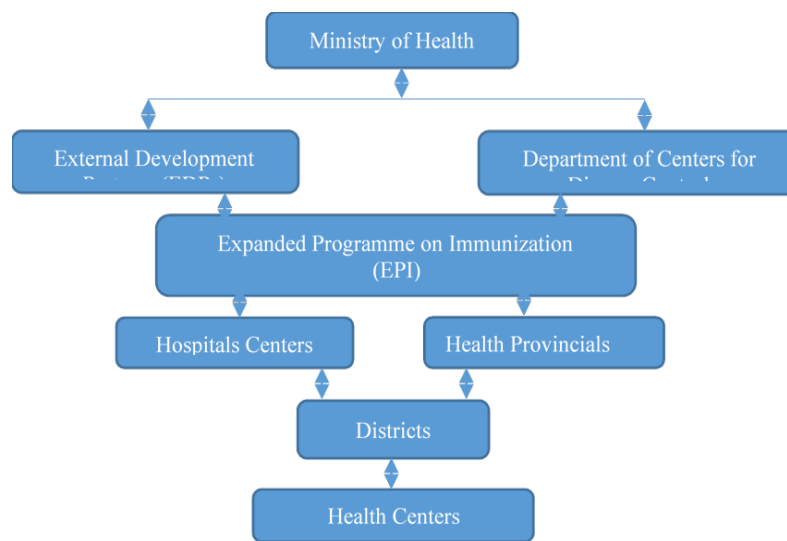 Ministry of Health
External Development
Department of Centers for
Expanded Programme on Immunization
(EPI)
Hospitals Centers
Health Provincials
Districts
Health Centers